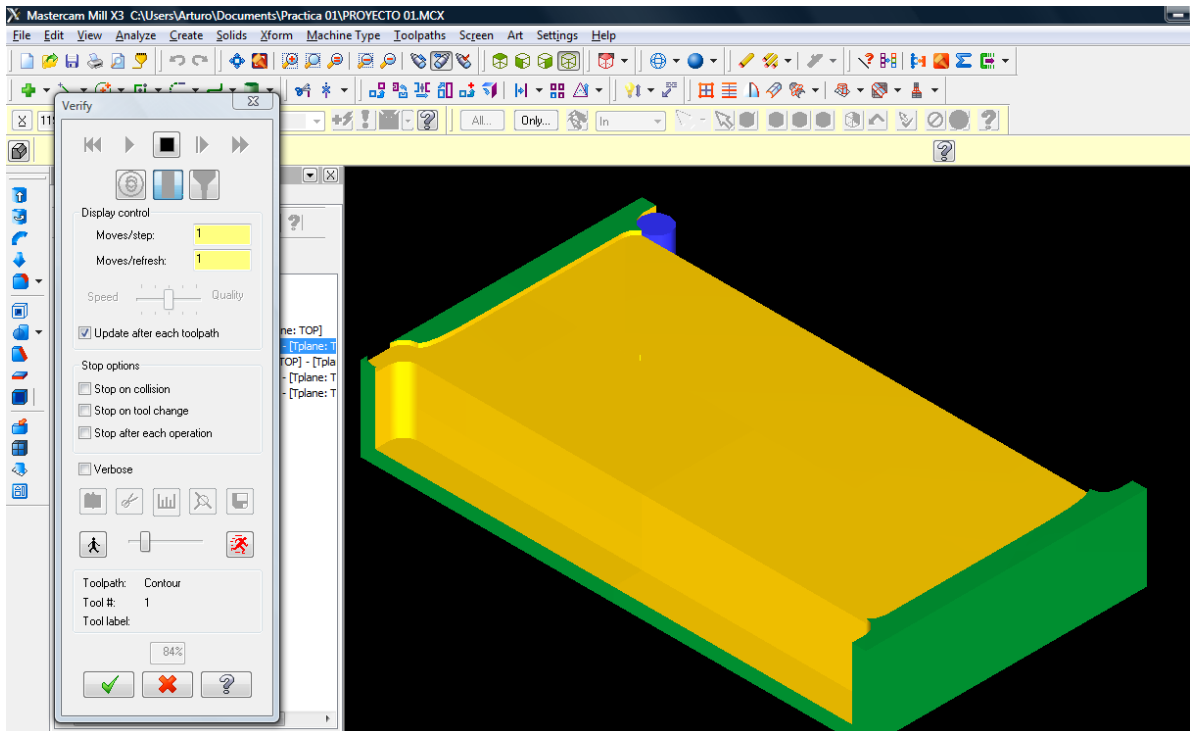 Mastercam Mill X3 C:\Users\Arturo\Documents\Practica 01\PROYECTO 01.MCX
File Edit View Analyze Create Solids Xform Machine Type Toolpaths Screen Art Settings Help
Verify
All... Only... In
Display control
Moves/step: 1
Moves/refresh: 1
Speed Quality
Update after each toolpath
ne: TOP]
- [Tplane: T
TOP] - [Tpla
- [Tplane: T
- [Tplane: T
Stop options
Stop on collision
Stop on tool change
Stop after each operation
Verbose
Toolpath: Contour
Tool #: 1
Tool label:
84%